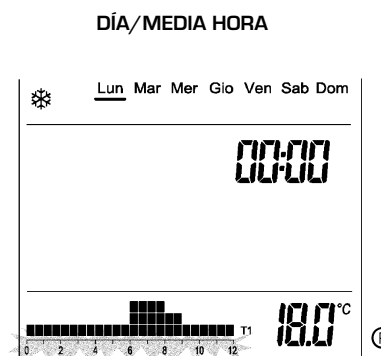 DÍA/MEDIA HORA
Lun Mar Mer Gio Ven Sab Dom
00:00
T1 18.0°C
0 2 4 6 8 10 12